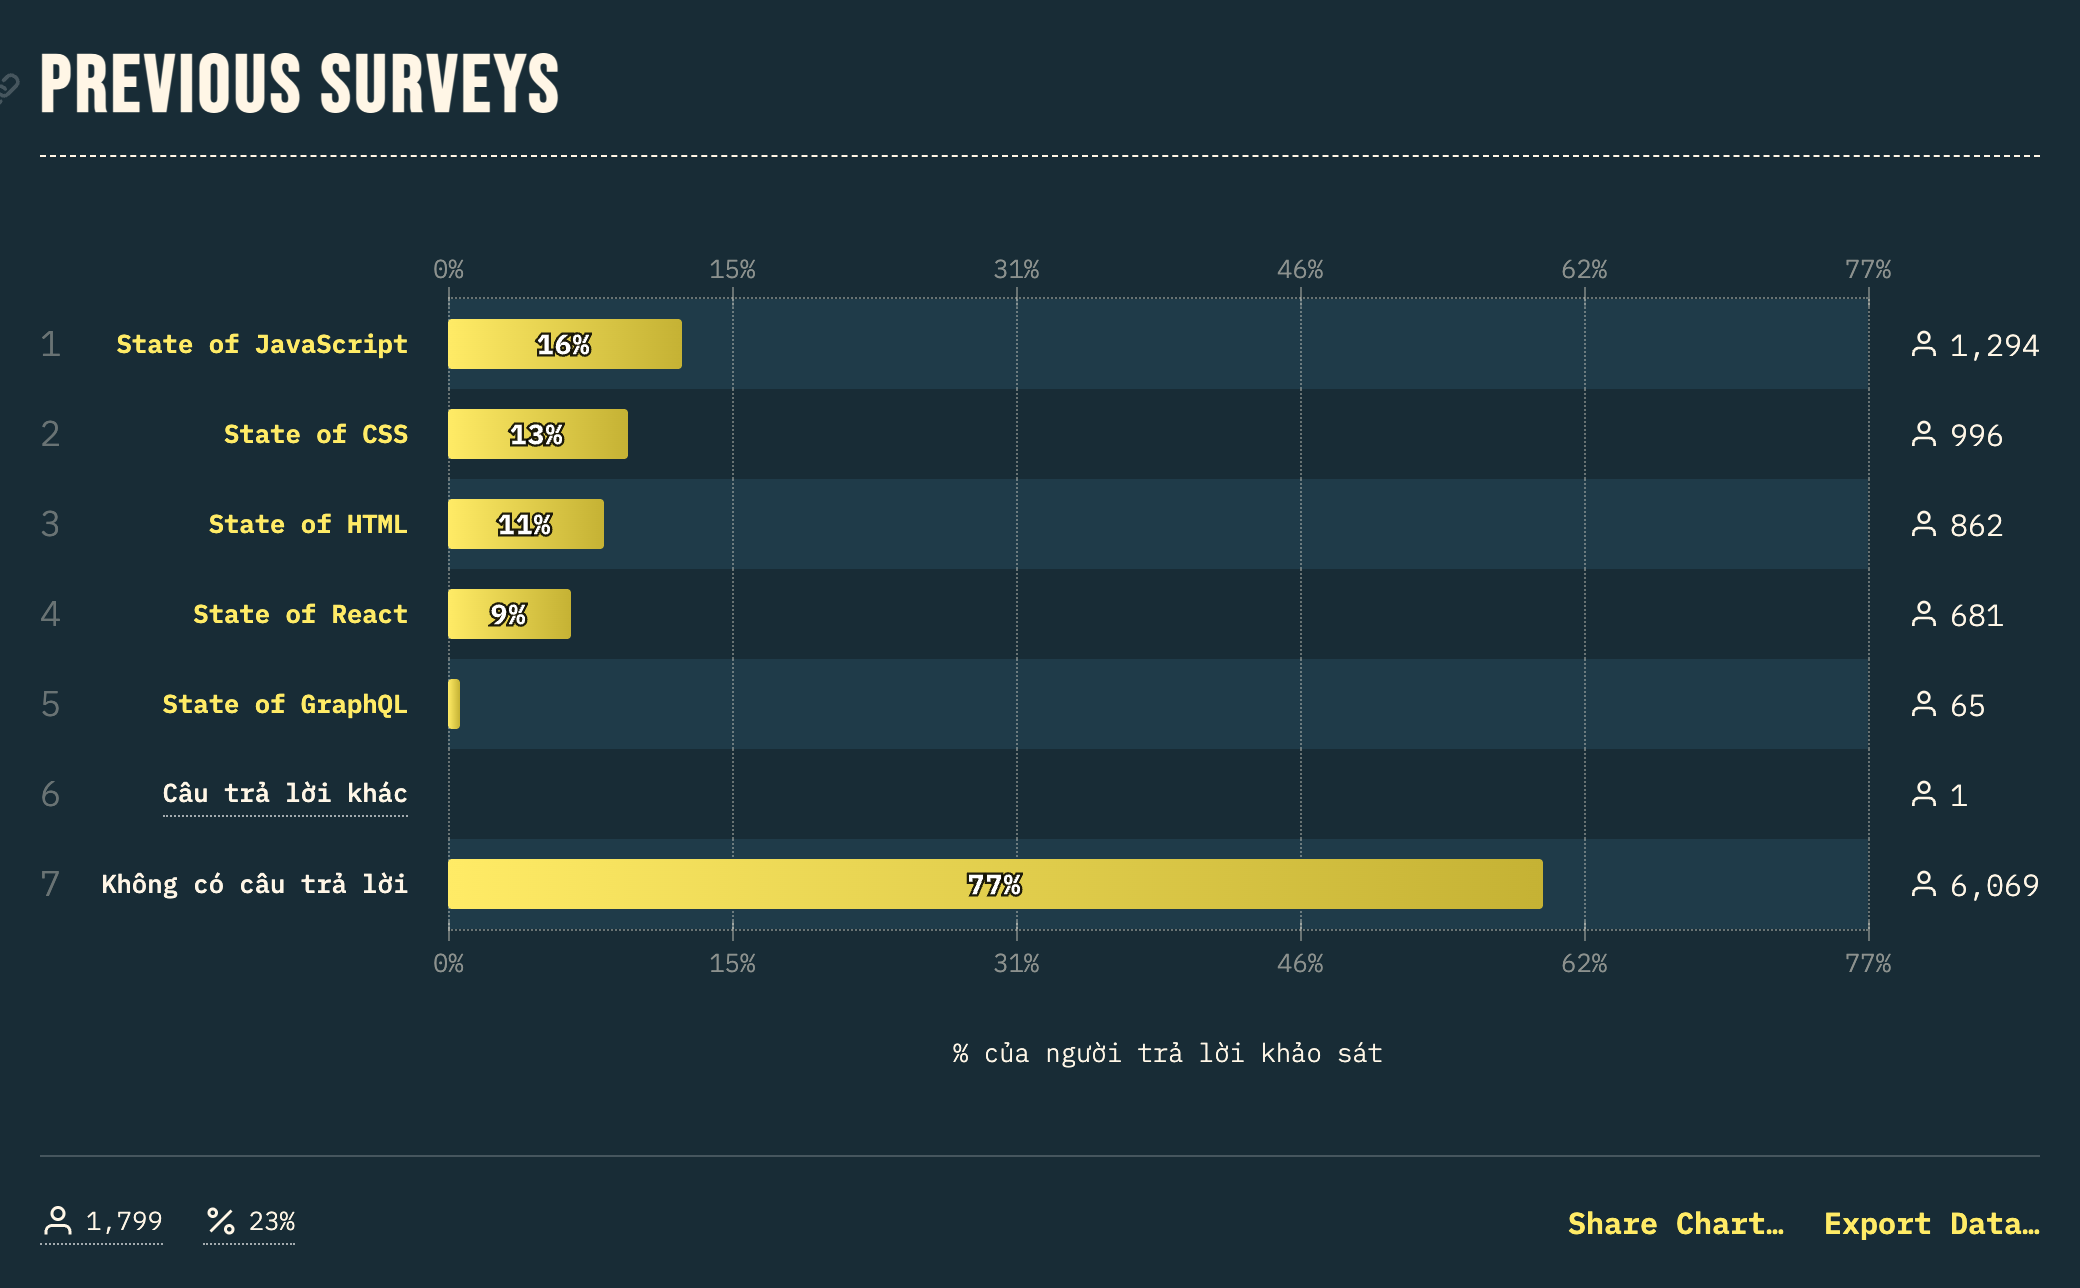 PREVIOUS SURVEYS
0% 15% 31% 46% 62% 77%
1 State of JavaScript 16% 1,294
2 State of CSS 13% 996
3 State of HTML 11% 862
4 State of React 9% 681
5 State of GraphQL 65
6 Câu trả lời khác 1
7 Không có câu trả lời 77% 6,069
0% 15% 31% 46% 62% 77%
% của người trả lời khảo sát
1,799 % 23% Share Chart… Export Data…